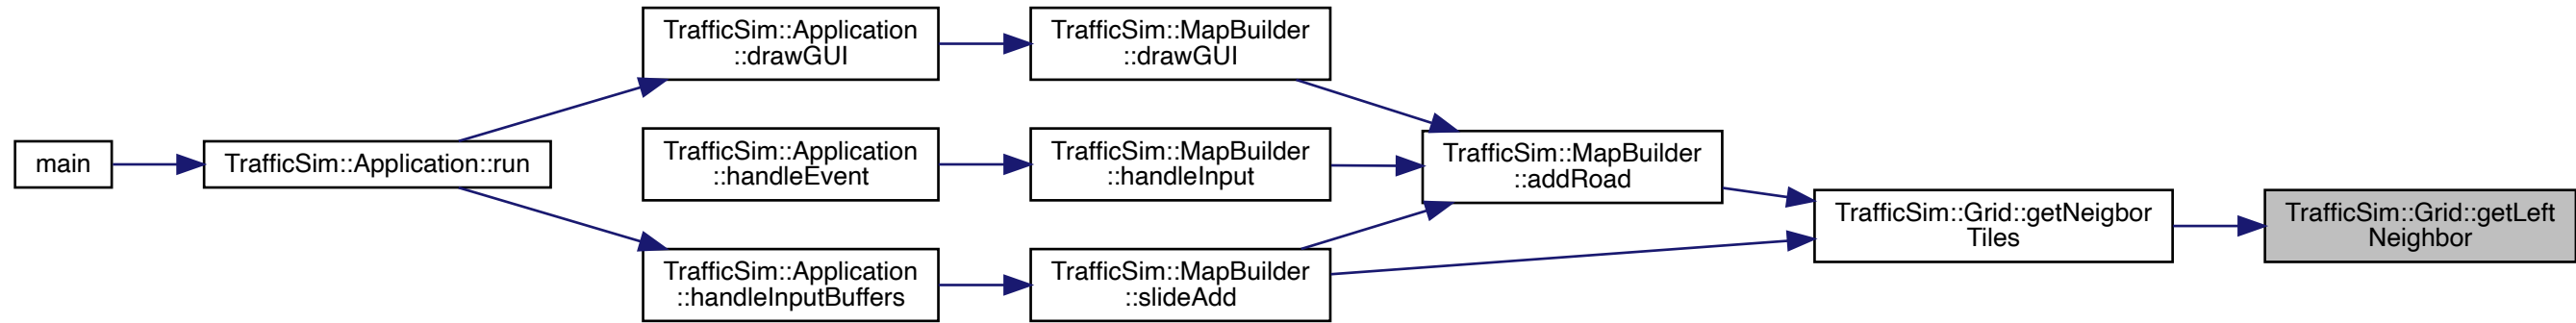 main
TrafficSim::Application::run
TrafficSim::Application
::drawGUI
TrafficSim::Application
::handleEvent
TrafficSim::Application
::handleInputBuffers
TrafficSim::MapBuilder
::drawGUI
TrafficSim::MapBuilder
::handleInput
TrafficSim::MapBuilder
::slideAdd
TrafficSim::MapBuilder
::addRoad
TrafficSim::Grid::getNeigbor
Tiles
TrafficSim::Grid::getLeft
Neighbor